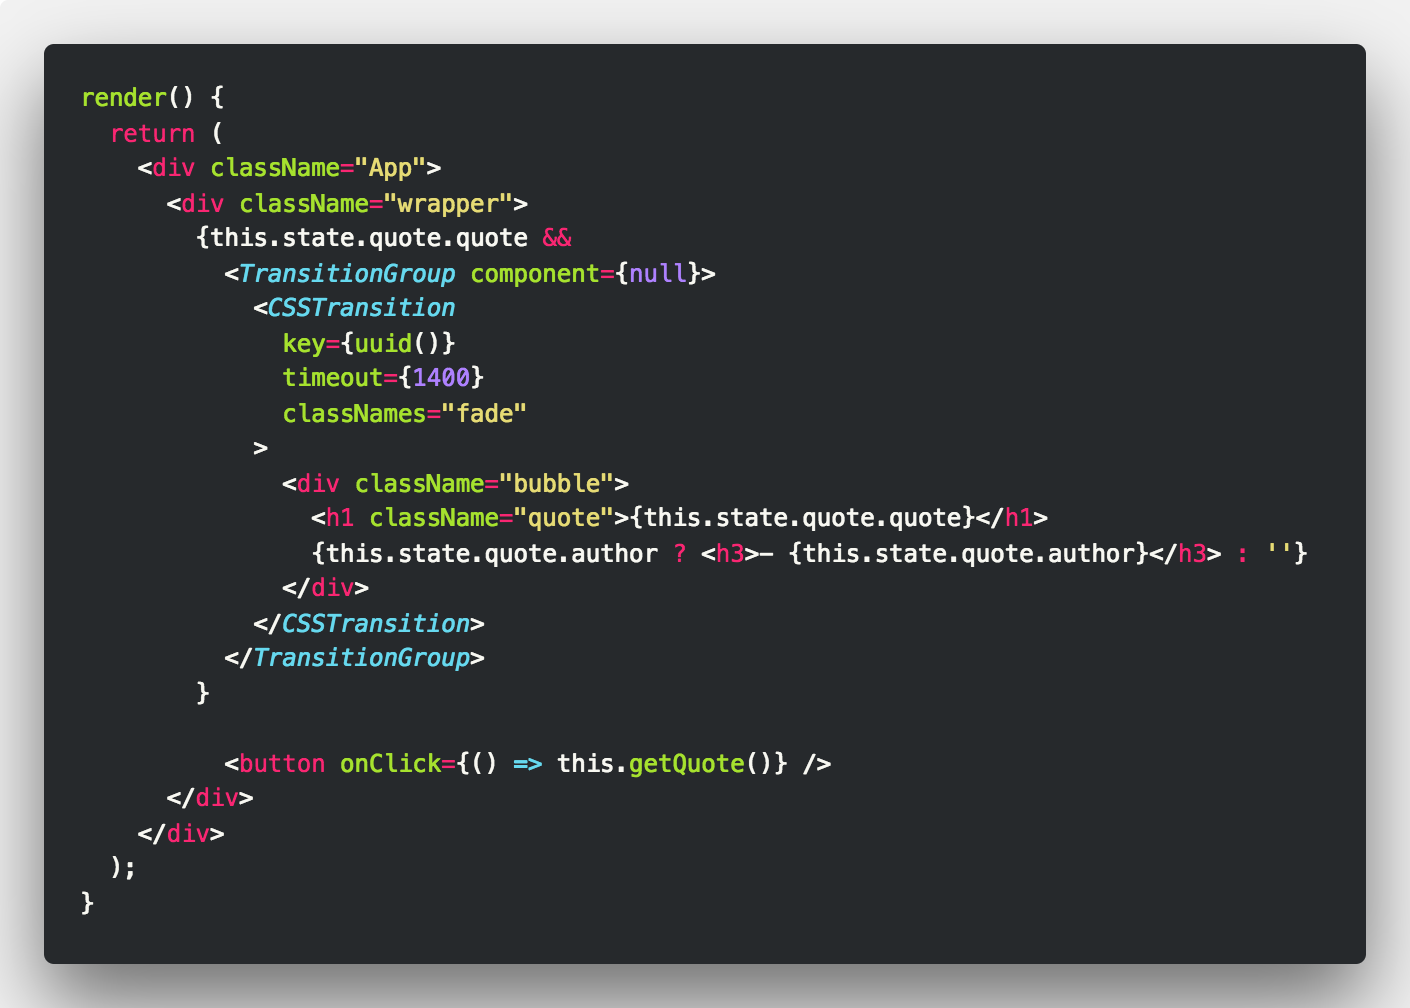 render() {
  return (
    <div className="App">
      <div className="wrapper">
        {this.state.quote.quote &&
          <TransitionGroup component={null}>
            <CSSTransition
              key={uuid()}
              timeout={1400}
              classNames="fade"
            >
              <div className="bubble">
                <h1 className="quote">{this.state.quote.quote}</h1>
                {this.state.quote.author ? <h3>- {this.state.quote.author}</h3> : ''}
              </div>
            </CSSTransition>
          </TransitionGroup>
        }

          <button onClick={() => this.getQuote()} />
      </div>
    </div>
  );
}